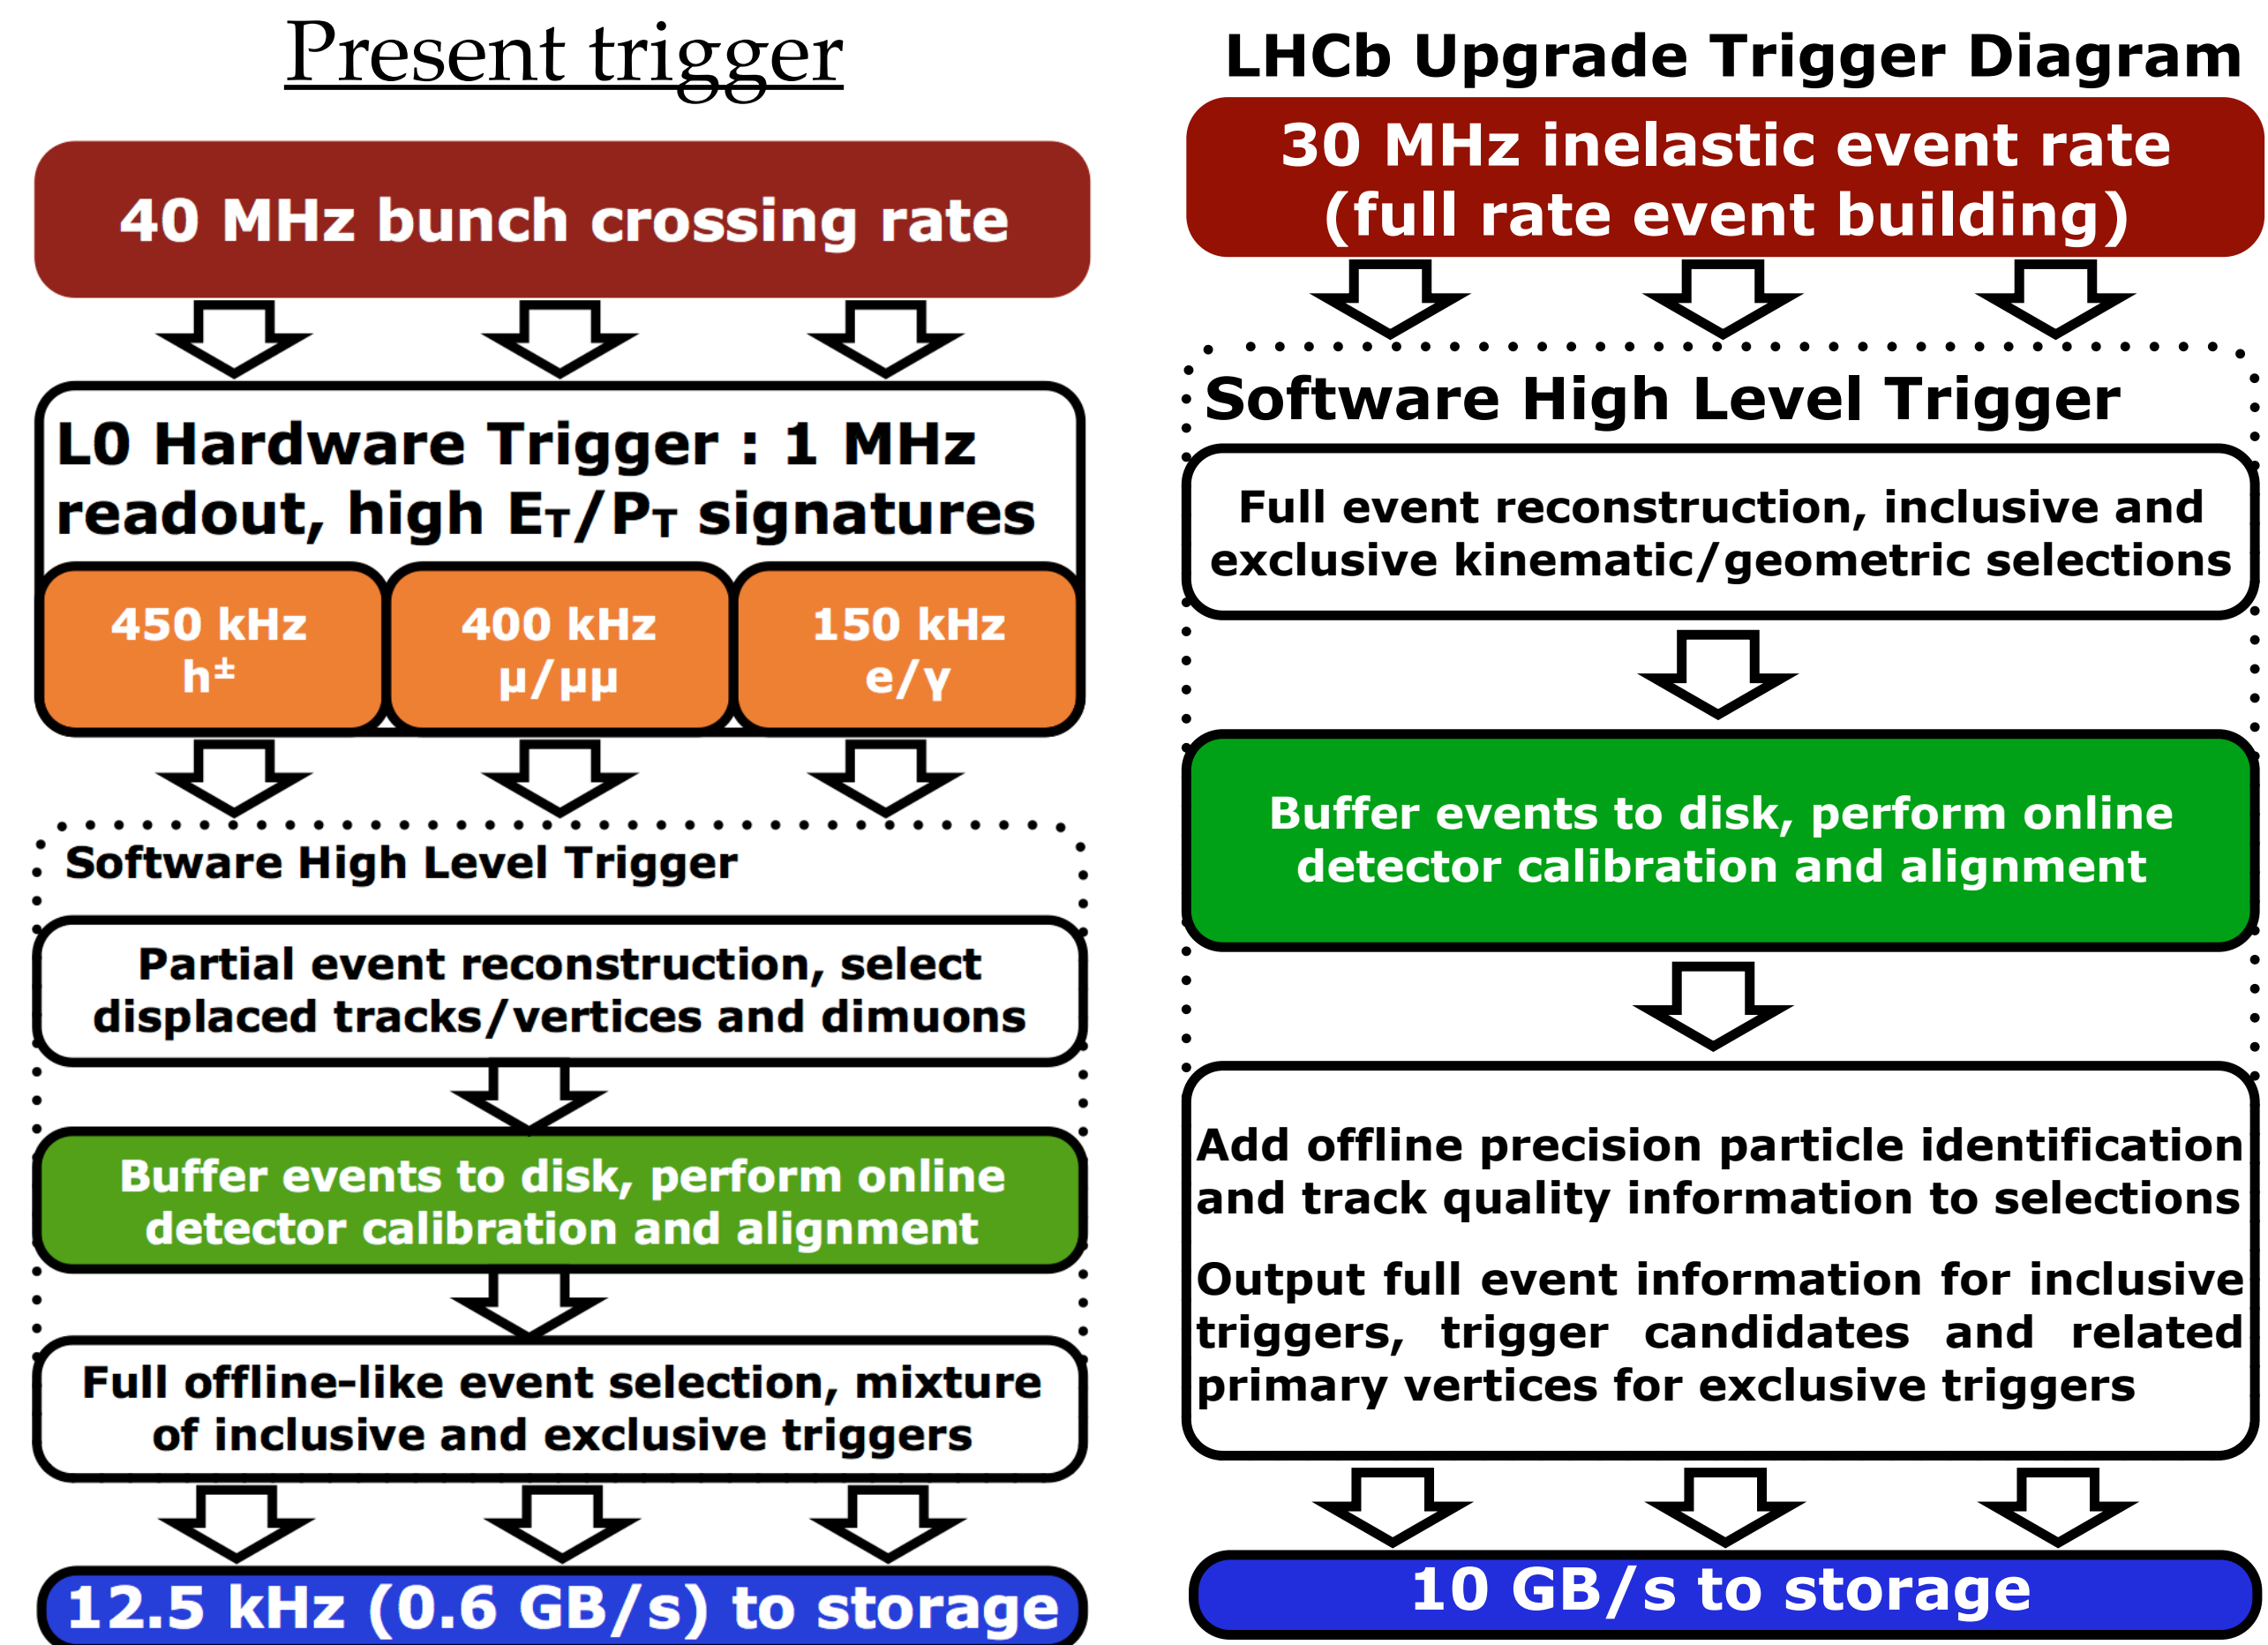 Present trigger
40 MHz bunch crossing rate
L0 Hardware Trigger : 1 MHz
readout, high ET/PT signatures
450 kHz
h±
400 kHz
μ/μμ
150 kHz
e/γ
Software High Level Trigger
Partial event reconstruction, select
displaced tracks/vertices and dimuons
Buffer events to disk, perform online
detector calibration and alignment
Full offline-like event selection, mixture
of inclusive and exclusive triggers
12.5 kHz (0.6 GB/s) to storage
LHCb Upgrade Trigger Diagram
30 MHz inelastic event rate
(full rate event building)
Software High Level Trigger
Full event reconstruction, inclusive and
exclusive kinematic/geometric selections
Buffer events to disk, perform online
detector calibration and alignment
Add offline precision particle identification
and track quality information to selections
Output full event information for inclusive
triggers, trigger candidates and related
primary vertices for exclusive triggers
10 GB/s to storage